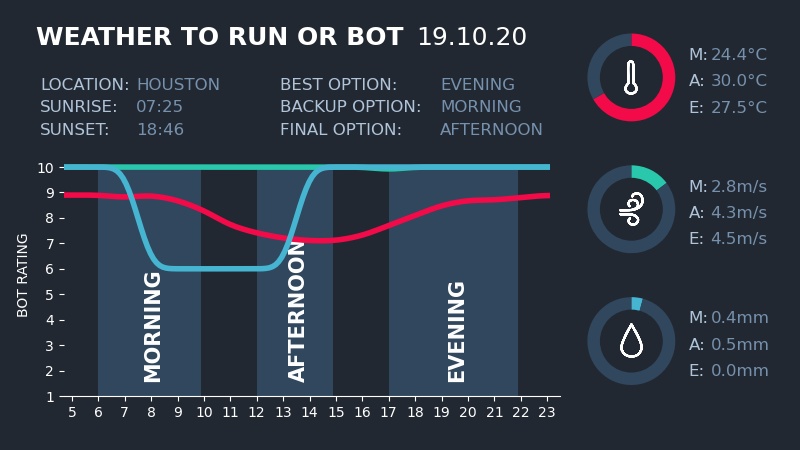 WEATHER TO RUN OR BOT 19.10.20
LOCATION: HOUSTON
SUNRISE: 07:25
SUNSET: 18:46
BEST OPTION: EVENING
BACKUP OPTION: MORNING
FINAL OPTION: AFTERNOON
M: 24.4°C
A: 30.0°C
E: 27.5°C
M: 2.8m/s
A: 4.3m/s
E: 4.5m/s
M: 0.4mm
A: 0.5mm
E: 0.0mm
BOT RATING
10
9
8
7
6
5
4
3
2
1
MORNING
AFTERNOON
EVENING
5 6 7 8 9 10 11 12 13 14 15 16 17 18 19 20 21 22 23